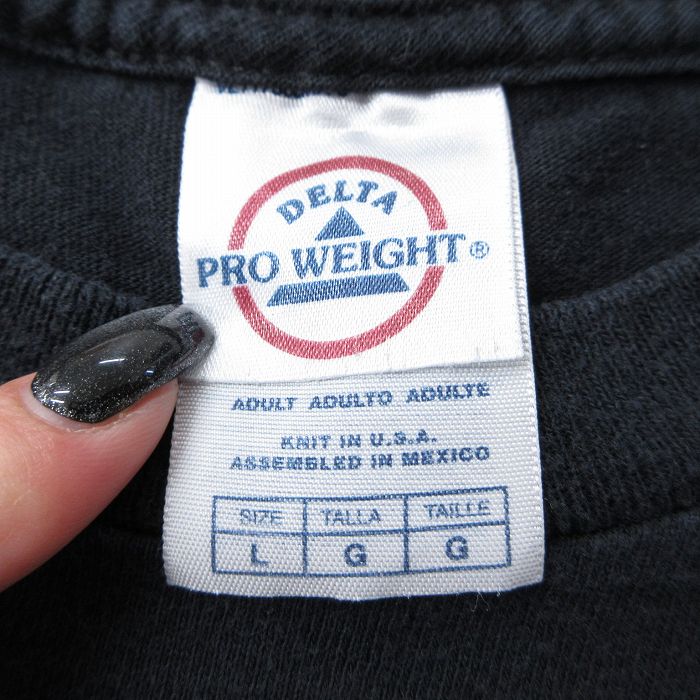 DELTA
PRO WEIGHT®
ADULT ADULTO ADULTE
KNIT IN U.S.A.
ASSEMBLED IN MEXICO
SIZE TALLA TAILLE
L G G